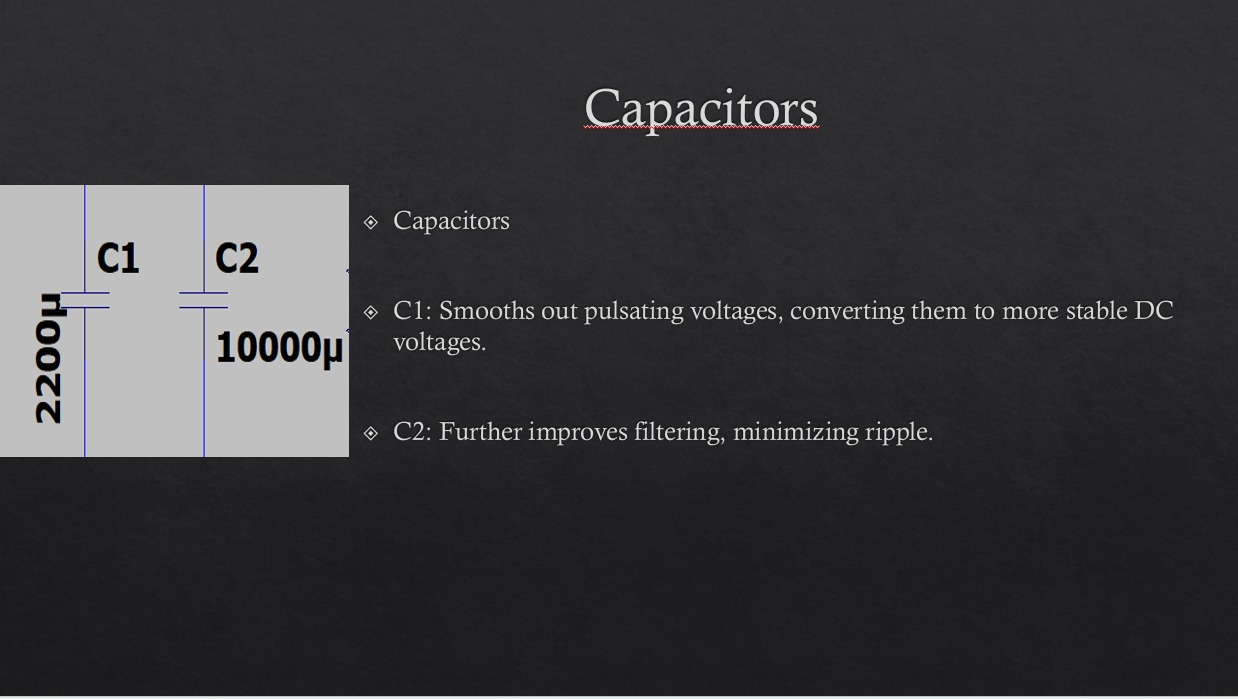 Capacitors
C1
C2
2200µ
10000µ
Capacitors
C1: Smooths out pulsating voltages, converting them to more stable DC
voltages.
C2: Further improves filtering, minimizing ripple.